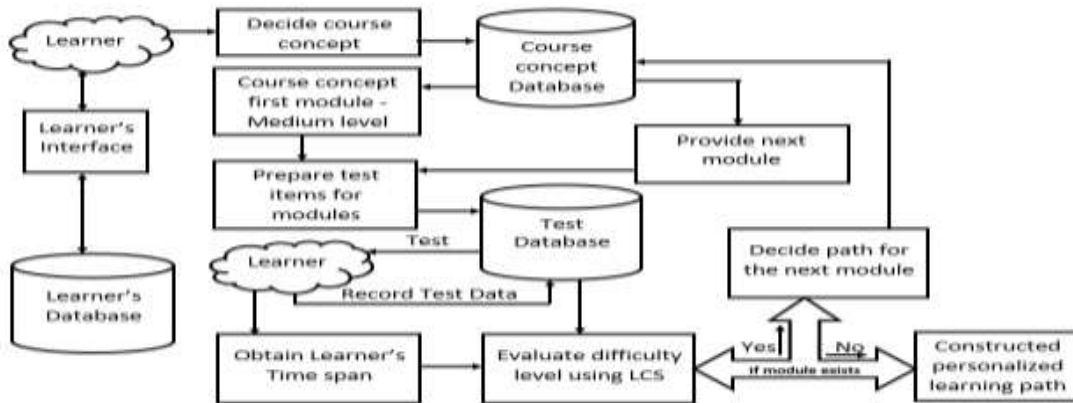 Learner
Decide course
concept
Course
concept
Database
Course concept
first module -
Medium level
Learner's
Interface
Provide next
module
Prepare test
items for
modules
Test
Database
Test
Learner
Decide path for
the next module
Learner's
Database
Record Test Data
Obtain Learner's
Time span
Evaluate difficulty
level using LCS
Yes
No
if module exists
Constructed
personalized
learning path